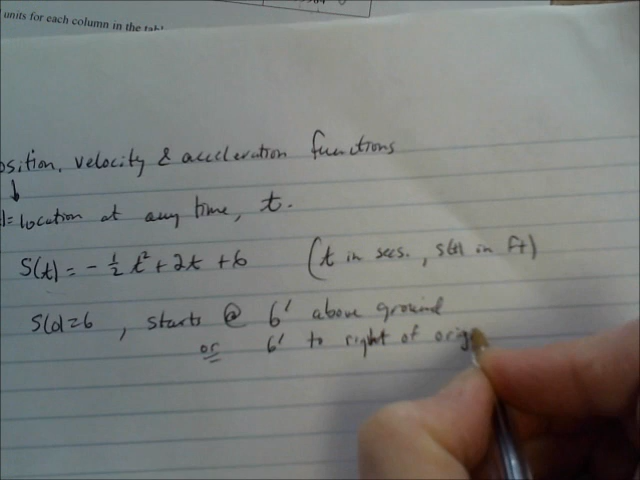 units for each column in the tabl
osition, velocity & acceleration functions
↓
= location at any time, t.
S(t) = -½t² + 2t + 6 (t in secs., s(t) in ft)
S(0)=6, starts @ 6' above ground
or 6' to right of orig